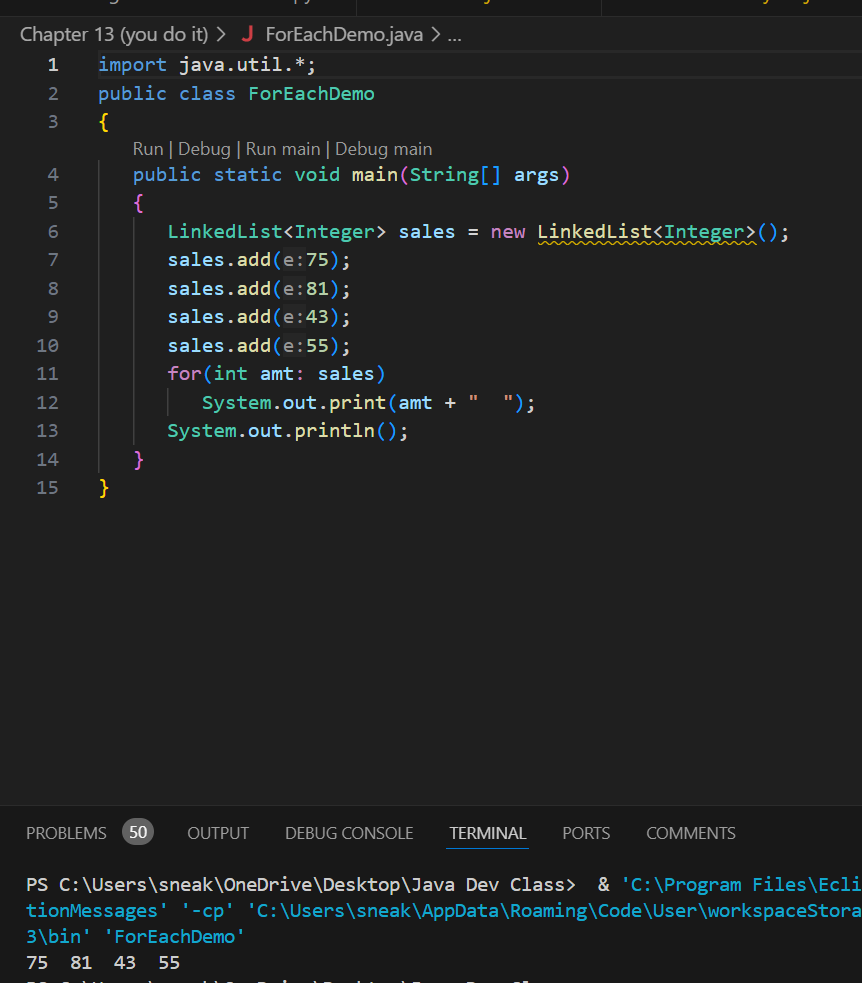 Chapter 13 (you do it) > J ForEachDemo.java > ...
1 import java.util.*;
2 public class ForEachDemo
3 {
Run | Debug | Run main | Debug main
4 public static void main(String[] args)
5 {
6 LinkedList<Integer> sales = new LinkedList<Integer>();
7 sales.add(e:75);
8 sales.add(e:81);
9 sales.add(e:43);
10 sales.add(e:55);
11 for(int amt: sales)
12 System.out.print(amt + "  ");
13 System.out.println();
14 }
15 }
PROBLEMS 50 OUTPUT DEBUG CONSOLE TERMINAL PORTS COMMENTS
PS C:\Users\sneak\OneDrive\Desktop\Java Dev Class>  & 'C:\Program Files\Ecli
tionMessages' '-cp' 'C:\Users\sneak\AppData\Roaming\Code\User\workspaceStora
3\bin' 'ForEachDemo'
75  81  43  55